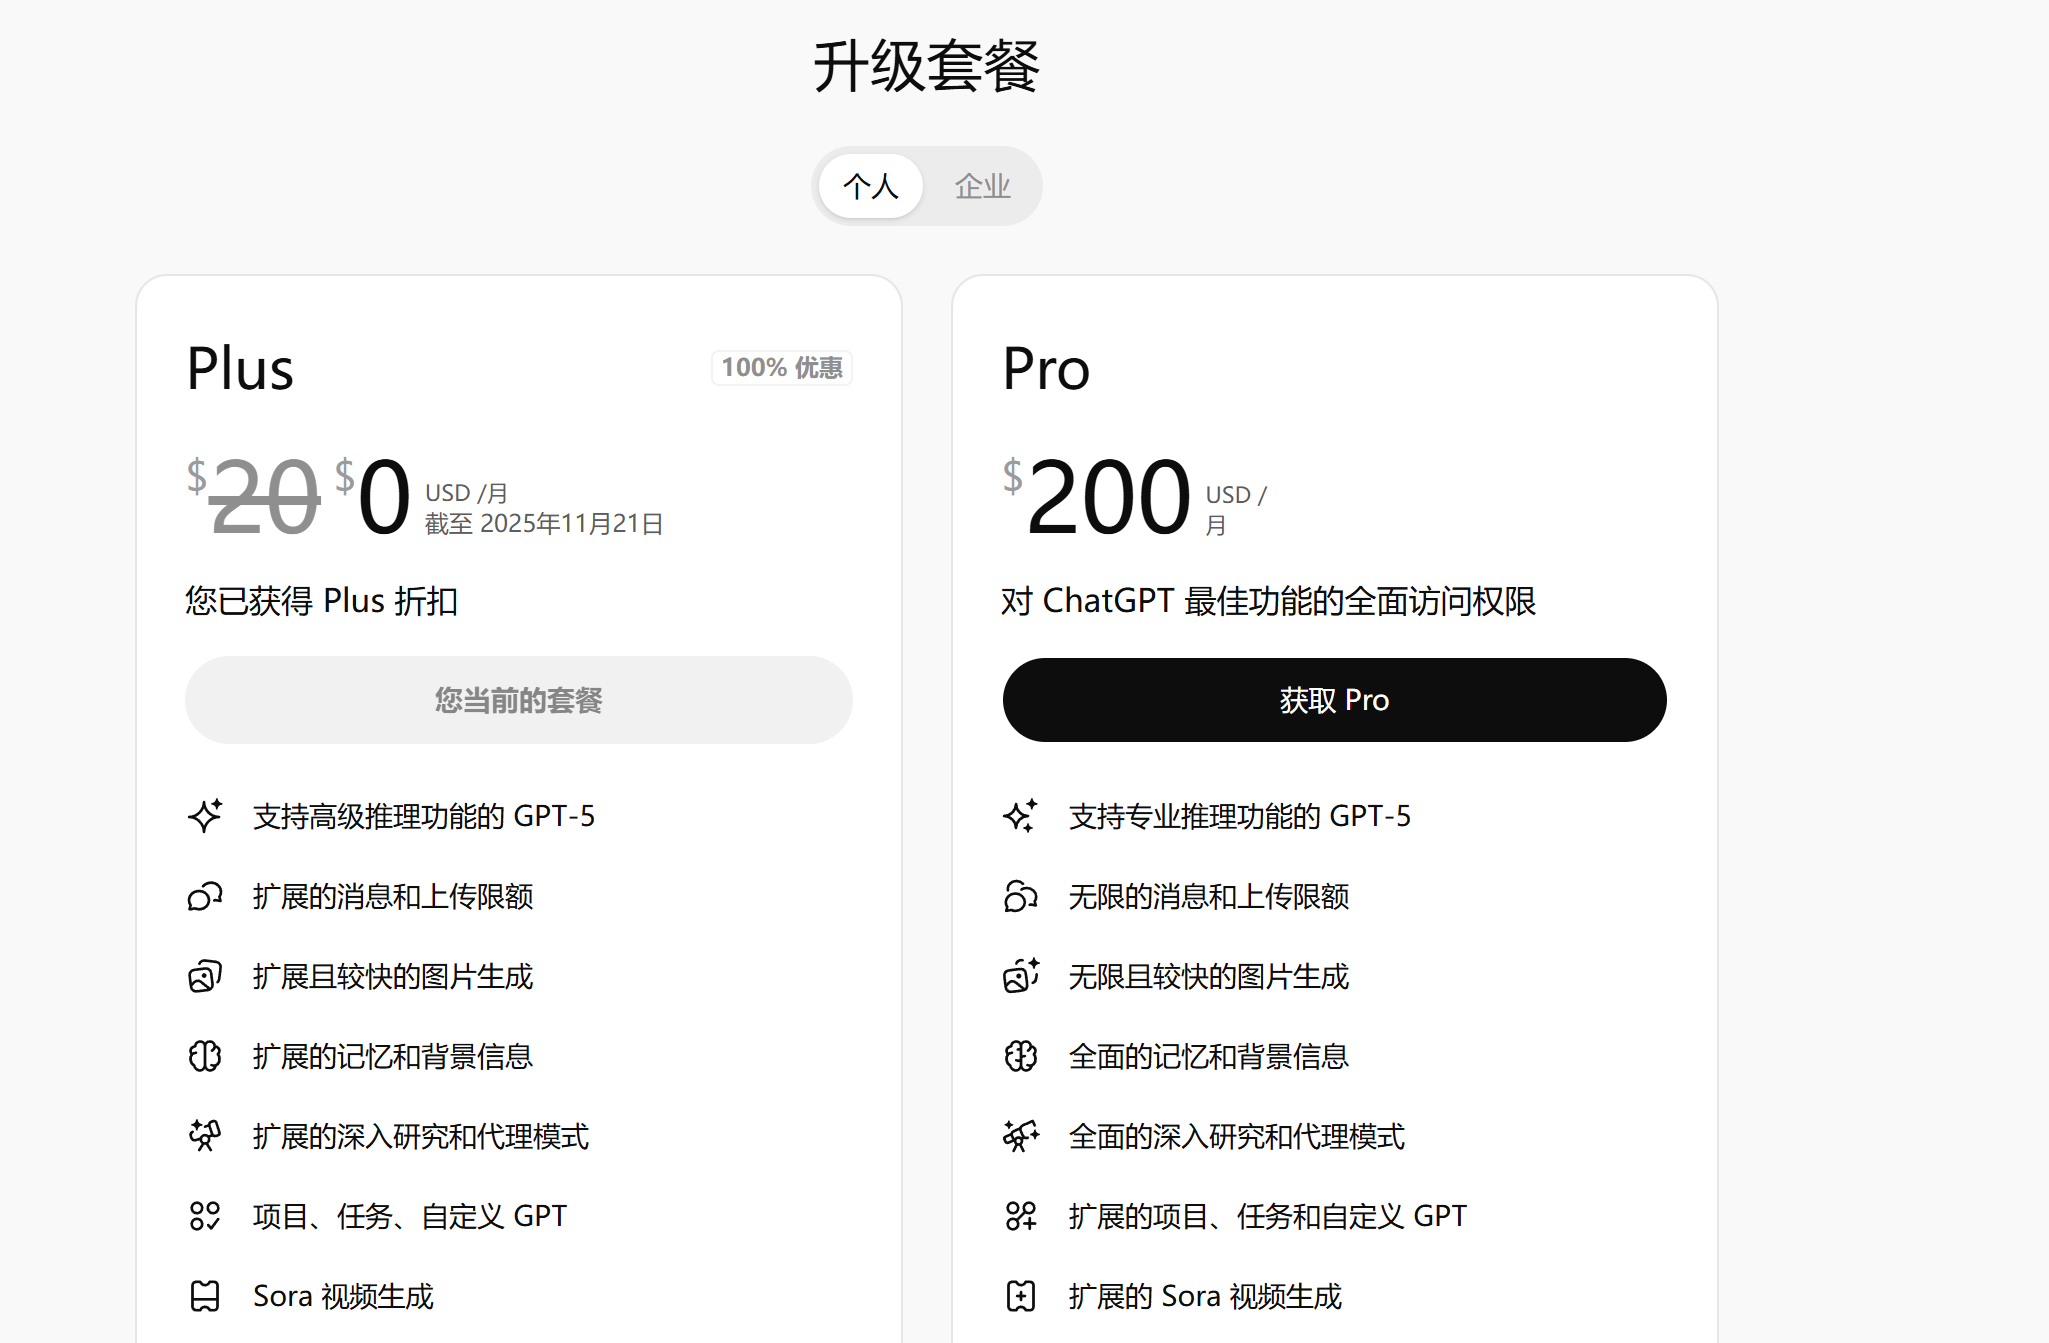 升级套餐
个人 企业
Plus 100% 优惠
$20 $0 USD /月
截至 2025年11月21日
您已获得 Plus 折扣
您当前的套餐
支持高级推理功能的 GPT-5
扩展的消息和上传限额
扩展且较快的图片生成
扩展的记忆和背景信息
扩展的深入研究和代理模式
项目、任务、自定义 GPT
Sora 视频生成
Pro
$200 USD /
月
对 ChatGPT 最佳功能的全面访问权限
获取 Pro
支持专业推理功能的 GPT-5
无限的消息和上传限额
无限且较快的图片生成
全面的记忆和背景信息
全面的深入研究和代理模式
扩展的项目、任务和自定义 GPT
扩展的 Sora 视频生成